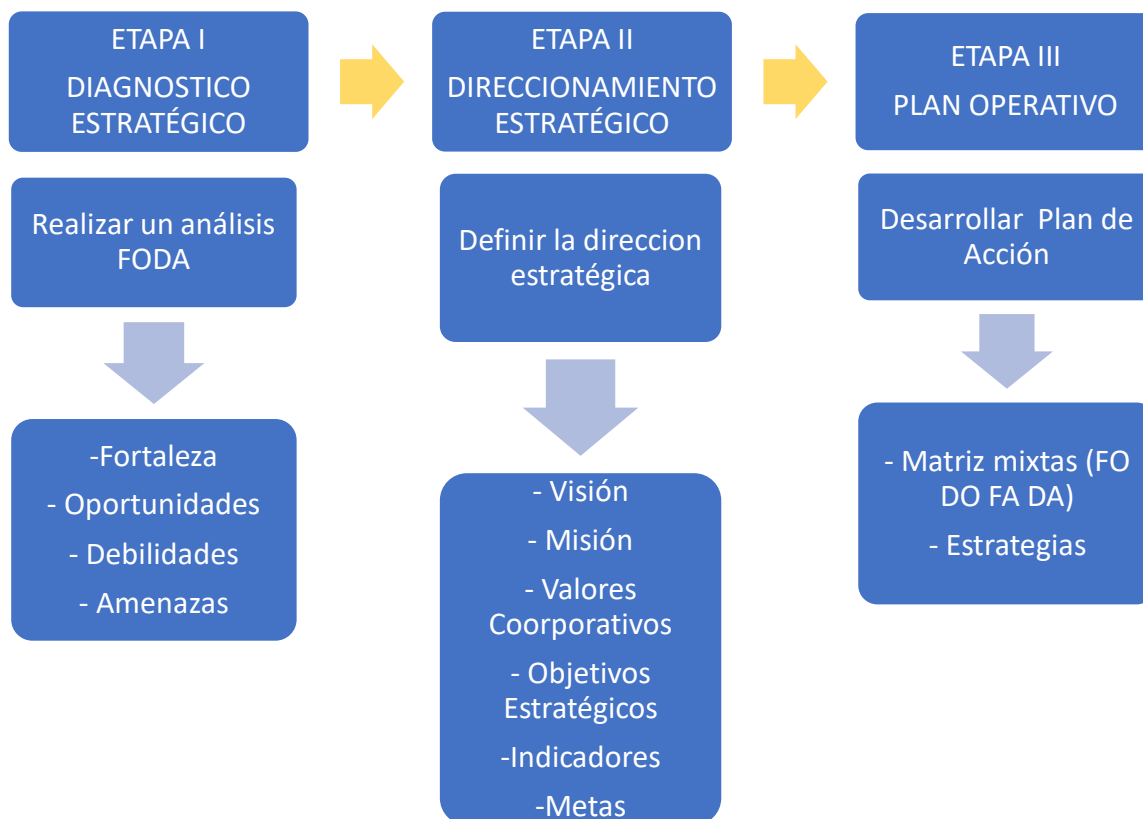 ETAPA I
DIAGNOSTICO
ESTRATÉGICO
ETAPA II
DIRECCIONAMIENTO
ESTRATÉGICO
ETAPA III
PLAN OPERATIVO
Realizar un análisis
FODA
Definir la direccion
estratégica
Desarrollar Plan de
Acción
-Fortaleza
- Oportunidades
- Debilidades
- Amenazas
- Visión
- Misión
- Valores
Coorporativos
- Objetivos
Estratégicos
-Indicadores
-Metas
- Matriz mixtas (FO
DO FA DA)
- Estrategias